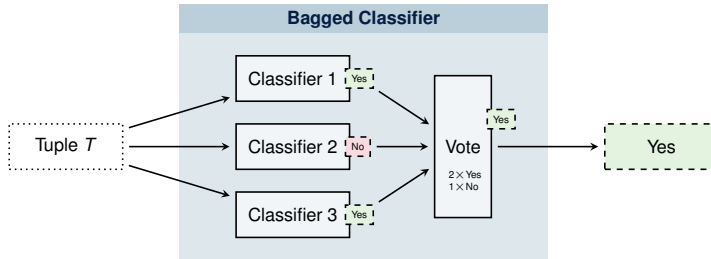 Bagged Classifier
Classifier 1
Yes
Tuple T
Classifier 2
No
Classifier 3
Yes
Vote
2×Yes
1×No
Yes
Yes